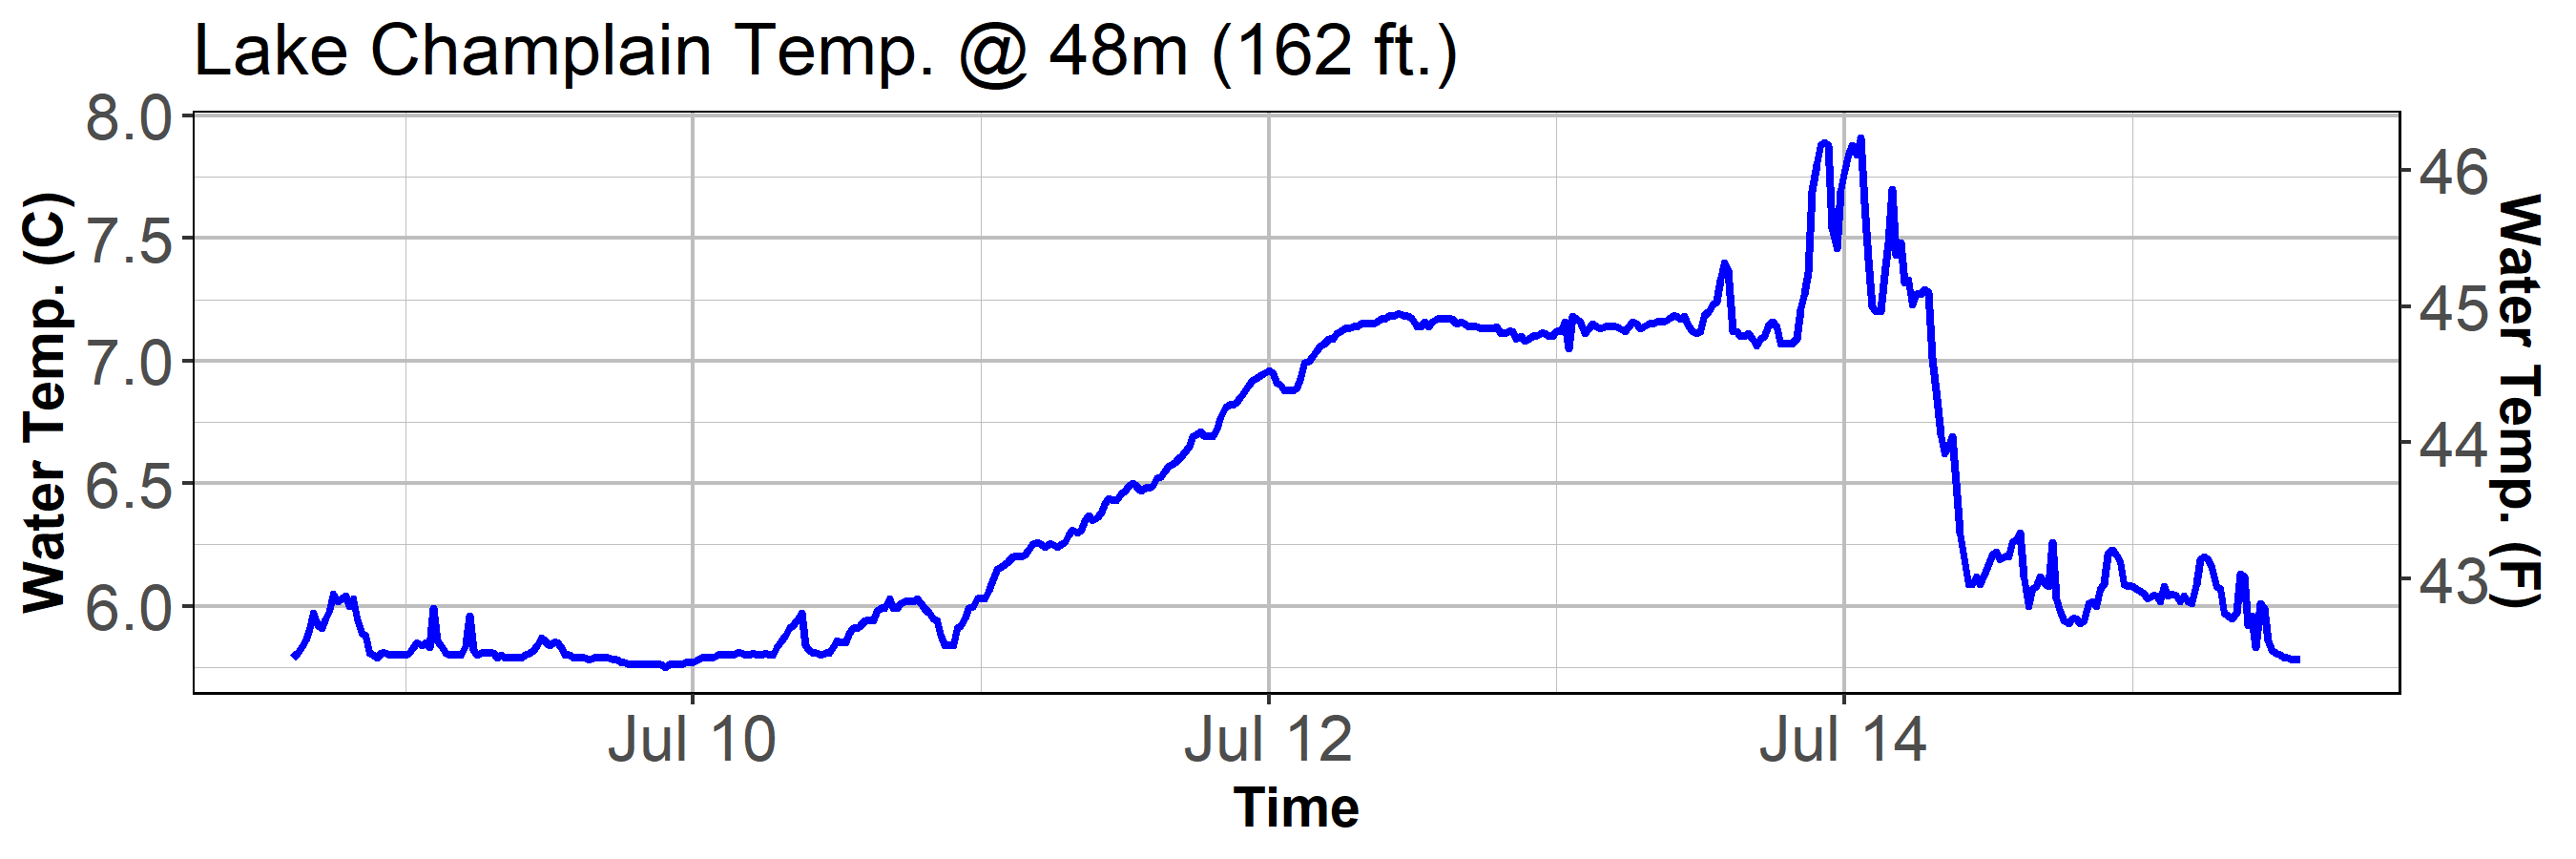 Lake Champlain Temp. @ 48m (162 ft.)
Water Temp. (C)
8.0
7.5
7.0
6.5
6.0
46
45
44
43
Water Temp. (F)
Jul 10 Jul 12 Jul 14
Time